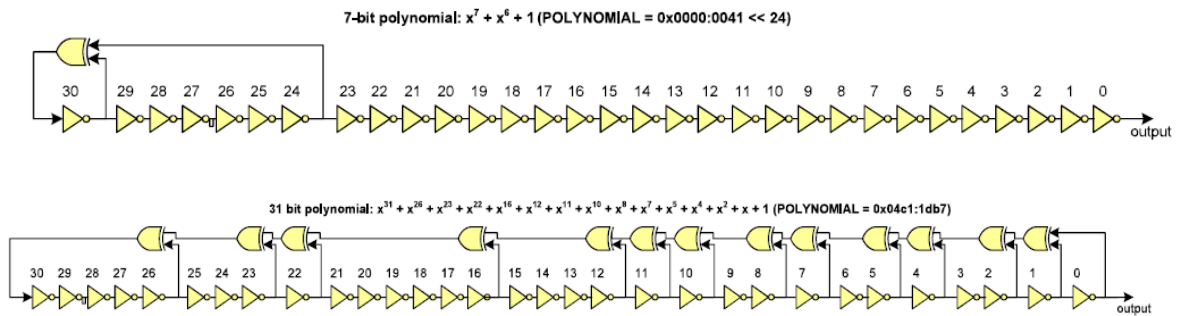 7-bit polynomial: x⁷ + x⁶ + 1 (POLYNOMIAL = 0x0000:0041 << 24)
30 29 28 27 26 25 24 23 22 21 20 19 18 17 16 15 14 13 12 11 10 9 8 7 6 5 4 3 2 1 0
output
31 bit polynomial: x³¹ + x²⁶ + x²³ + x²² + x¹⁶ + x¹² + x¹¹ + x¹⁰ + x⁸ + x⁷ + x⁵ + x⁴ + x² + x + 1 (POLYNOMIAL = 0x04c1:1db7)
30 29 28 27 26 25 24 23 22 21 20 19 18 17 16 15 14 13 12 11 10 9 8 7 6 5 4 3 2 1 0
output